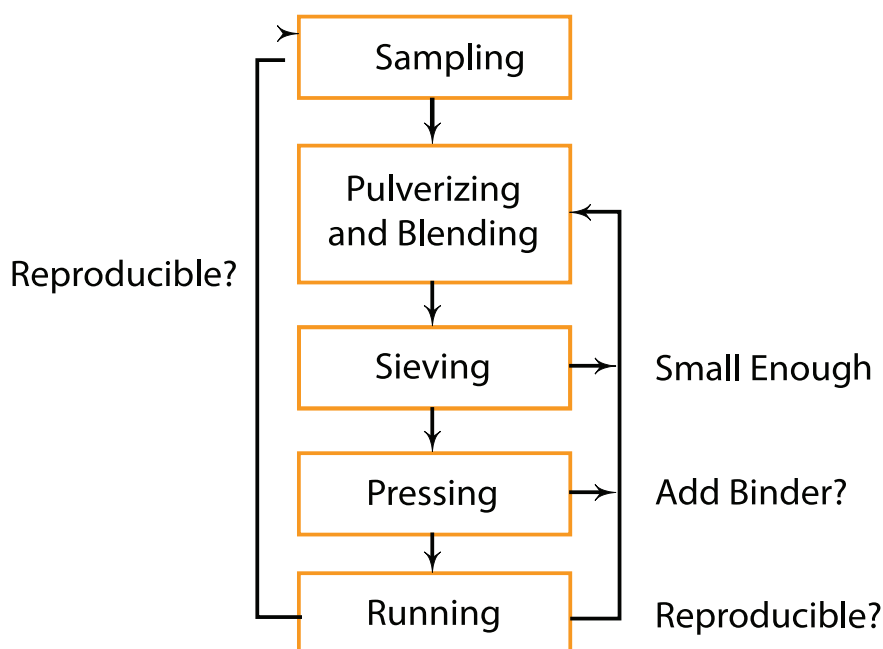 Sampling
Pulverizing
and Blending
Reproducible?
Sieving
Small Enough
Pressing
Add Binder?
Running
Reproducible?